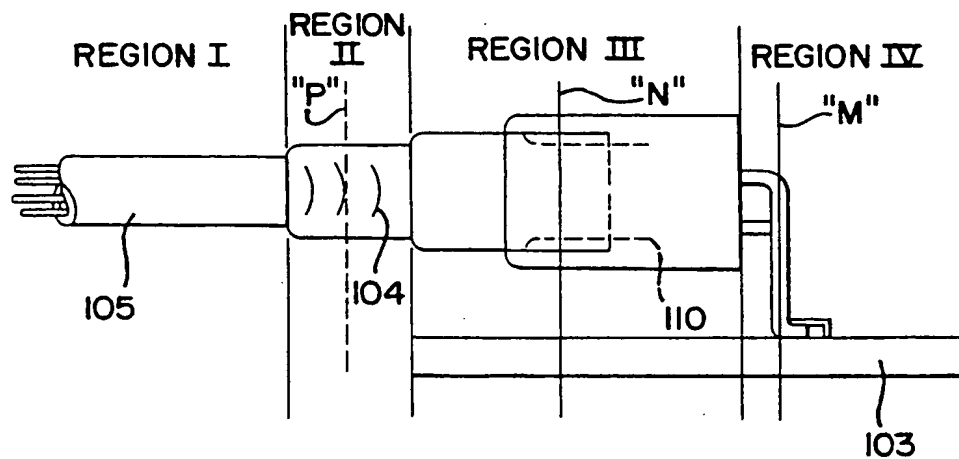 REGION I
REGION
II
REGION III
REGION IV
"P"
"N"
"M"
105
104
110
103